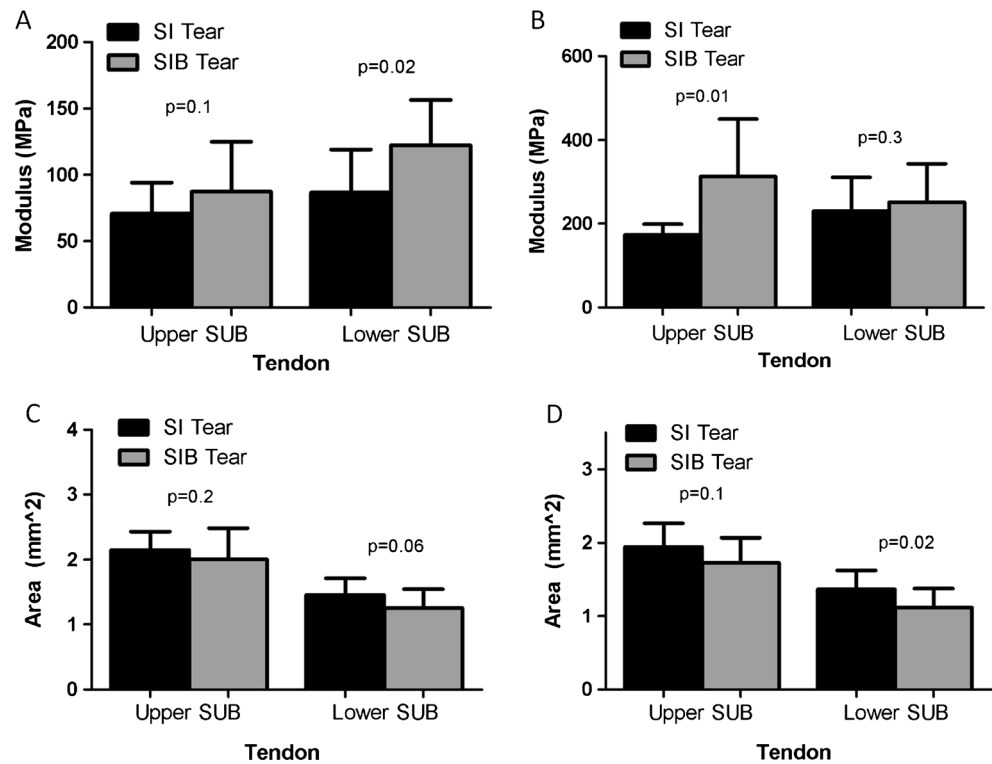 A
SI Tear
SIB Tear
200
150
100
50
0
Modulus (MPa)
p=0.1
p=0.02
Upper SUB
Lower SUB
Tendon
B
SI Tear
SIB Tear
600
400
200
0
Modulus (MPa)
p=0.01
p=0.3
Upper SUB
Lower SUB
Tendon
C
SI Tear
SIB Tear
4
3
2
1
0
Area (mm^2)
p=0.2
p=0.06
Upper SUB
Lower SUB
Tendon
D
SI Tear
SIB Tear
3
2
1
0
Area (mm^2)
p=0.1
p=0.02
Upper SUB
Lower SUB
Tendon